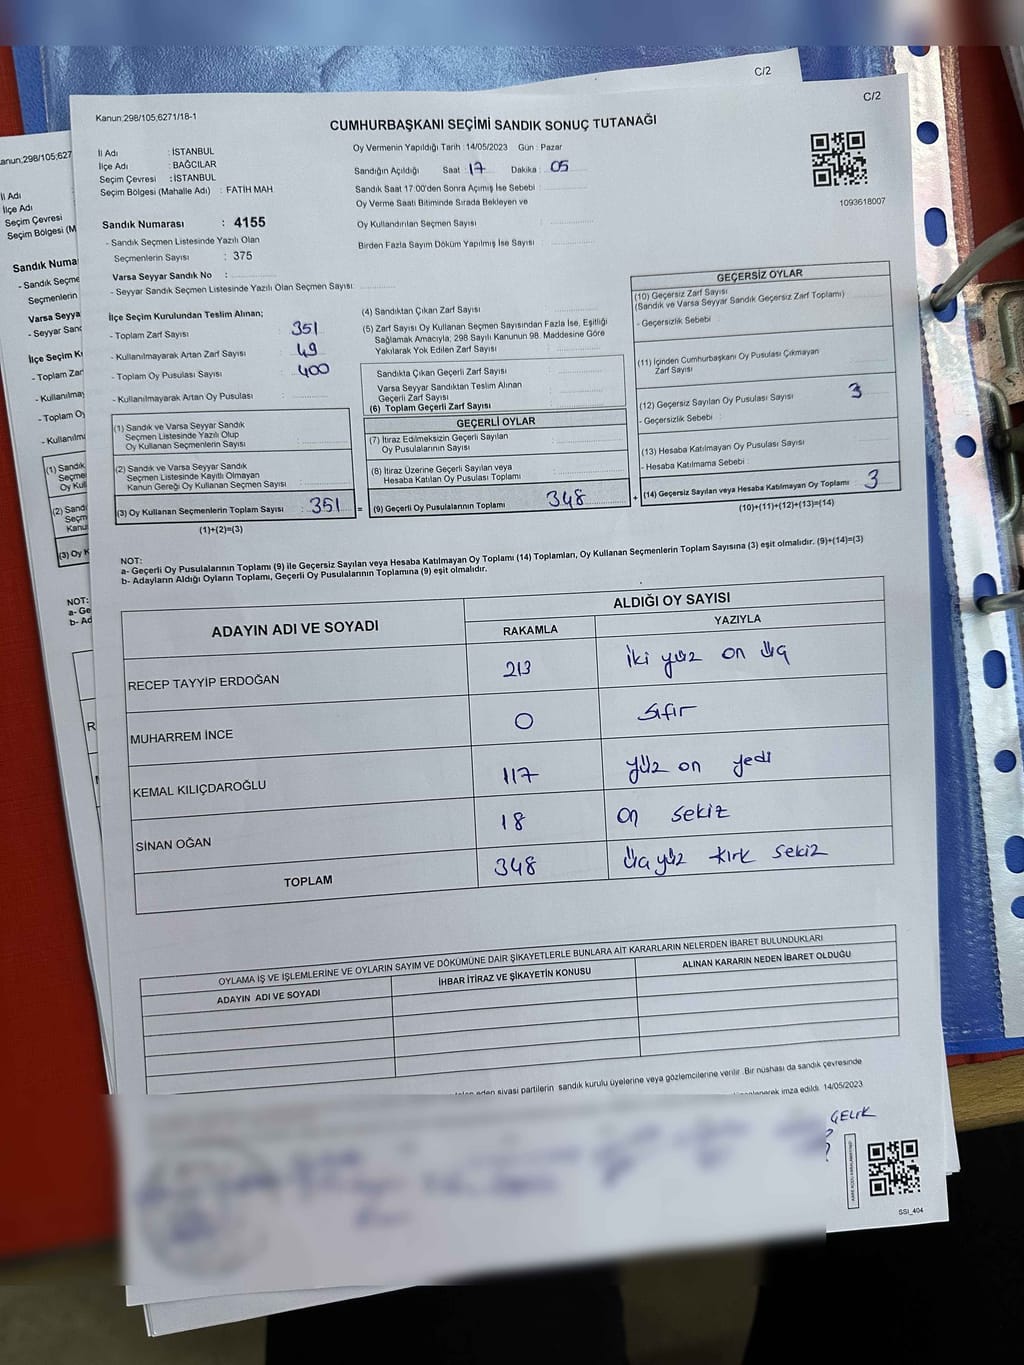 C/2
C/2
Kanun.298/105,6271/18-1
CUMHURBAŞKANI SEÇİMİ SANDIK SONUÇ TUTANAĞI
İl Adı : İSTANBUL
İlçe Adı : BAĞCILAR
Seçim Çevresi : İSTANBUL
Seçim Bölgesi (Mahalle Adı) : FATİH MAH.
Oy Vermenin Yapıldığı Tarih :14/05/2023 Gün : Pazar
Sandığın Açıldığı Saat : 17 Dakika : 05
Sandık Saat 17:00'den Sonra Açımış İse Sebebi :
Oy Verme Saati Bitiminde Sırada Bekleyen ve
Oy Kullandırılan Seçmen Sayısı :
Birden Fazla Sayım Döküm Yapılmış İse Sayısı :
1093618007
Sandık Numarası : 4155
- Sandık Seçmen Listesinde Yazılı Olan
Seçmenlerin Sayısı : 375
Varsa Seyyar Sandık No :
- Seyyar Sandık Seçmen Listesinde Yazılı Olan Seçmen Sayısı:
İlçe Seçim Kurulundan Teslim Alınan;
- Toplam Zarf Sayısı : 351
- Kullanılmayarak Artan Zarf Sayısı : 49
- Toplam Oy Pusulası Sayısı : 400
- Kullanılmayarak Artan Oy Pusulası :
(1) Sandık ve Varsa Seyyar Sandık
Seçmen Listesinde Yazılı Olup
Oy Kullanan Seçmenlerin Sayısı :
(2) Sandık ve Varsa Seyyar Sandık
Seçmen Listesinde Kayıtlı Olmayan
Kanun Gereği Oy Kullanan Seçmen Sayısı :
(3) Oy Kullanan Seçmenlerin Toplam Sayısı : 351
(1)+(2)=(3)
(4) Sandıktan Çıkan Zarf Sayısı :
(5) Zarf Sayısı Oy Kullanan Seçmen Sayısından Fazla İse, Eşitliği
Sağlamak Amacıyla, 298 Sayılı Kanunun 98. Maddesine Göre
Yakılarak Yok Edilen Zarf Sayısı :
Sandıkta Çıkan Geçerli Zarf Sayısı :
Varsa Seyyar Sandıktan Teslim Alınan
Geçerli Zarf Sayısı :
(6) Toplam Geçerli Zarf Sayısı :
GEÇERLİ OYLAR
(7) İtiraz Edilmeksizin Geçerli Sayılan
Oy Pusulalarının Sayısı :
(8) İtiraz Üzerine Geçerli Sayılan veya
Hesaba Katılan Oy Pusulası Toplamı :
= (9) Geçerli Oy Pusulalarının Toplamı : 348
GEÇERSİZ OYLAR
(10) Geçersiz Zarf Sayısı
(Sandık ve Varsa Seyyar Sandık Geçersiz Zarf Toplamı)
- Geçersizlik Sebebi :
(11) İçinden Cumhurbaşkanı Oy Pusulası Çıkmayan
Zarf Sayısı
(12) Geçersiz Sayılan Oy Pusulası Sayısı 3
- Geçersizlik Sebebi :
(13) Hesaba Katılmayan Oy Pusulası Sayısı
- Hesaba Katılmama Sebebi :
+ (14) Geçersiz Sayılan veya Hesaba Katılmayan Oy Toplamı 3
(10)+(11)+(12)+(13)=(14)
NOT:
a- Geçerli Oy Pusulalarının Toplamı (9) ile Geçersiz Sayılan veya Hesaba Katılmayan Oy Toplamı (14) Toplamları, Oy Kullanan Seçmenlerin Toplam Sayısına (3) eşit olmalıdır. (9)+(14)=(3)
b- Adayların Aldığı Oyların Toplamı, Geçerli Oy Pusulalarının Toplamına (9) eşit olmalıdır.
ADAYIN ADI VE SOYADI ALDIĞI OY SAYISI
RAKAMLA YAZIYLA
RECEP TAYYİP ERDOĞAN 213 iki yüz on üç
MUHARREM İNCE 0 sıfır
KEMAL KILIÇDAROĞLU 117 yüz on yedi
SİNAN OĞAN 18 on sekiz
TOPLAM 348 üç yüz kırk sekiz
OYLAMA İŞ VE İŞLEMLERİNE VE OYLARIN SAYIM VE DÖKÜMÜNE DAİR ŞİKAYETLERLE BUNLARA AİT KARARLARIN NELERDEN İBARET BULUNDUKLARI
ADAYIN ADI VE SOYADI İHBAR İTİRAZ VE ŞİKAYETİN KONUSU ALINAN KARARIN NEDEN İBARET OLDUĞU
eden siyasi partilerin sandık kurulu üyelerine veya gözlemcilerine verilir. Bir nüshası da sandık çevresinde
imza edildi. 14/05/2023
ÇELİK
SSİ_404